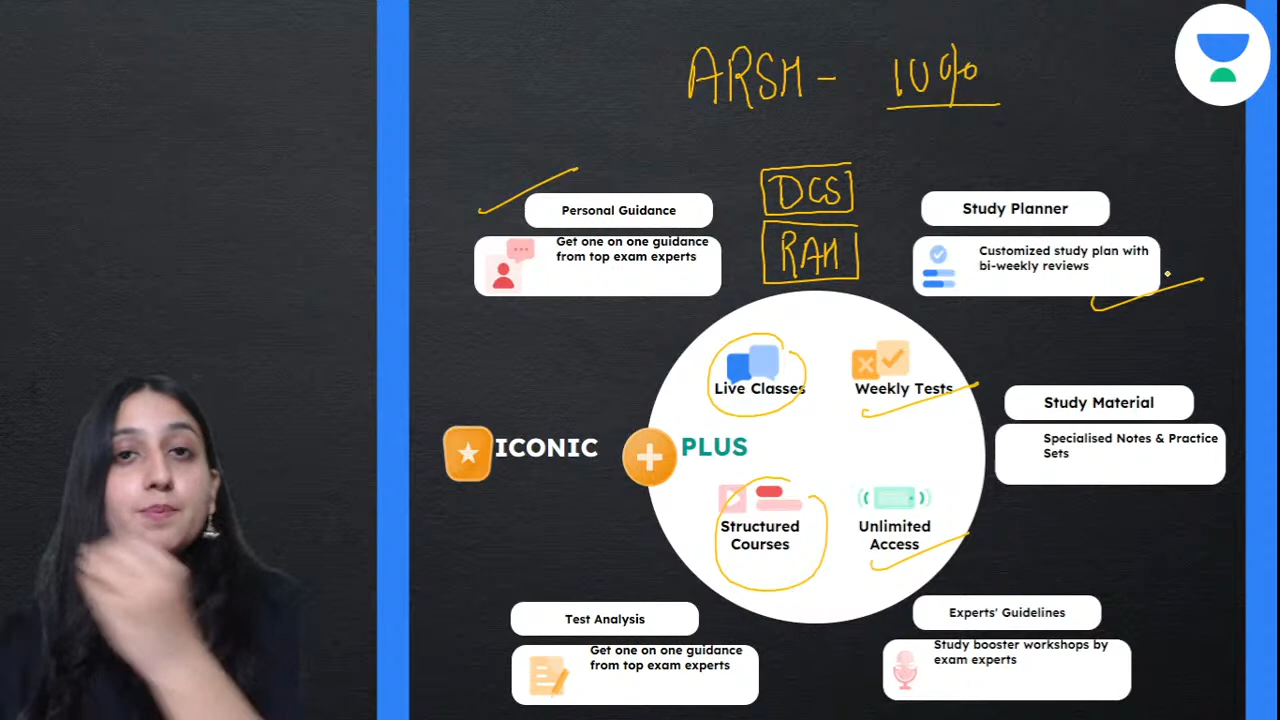 ARSH - 10%
DCS
RAM
Personal Guidance
Get one on one guidance
from top exam experts
Study Planner
Customized study plan with
bi-weekly reviews
Live Classes
Weekly Tests
Study Material
Specialised Notes & Practice
Sets
ICONIC
PLUS
Structured
Courses
Unlimited
Access
Test Analysis
Get one on one guidance
from top exam experts
Experts' Guidelines
Study booster workshops by
exam experts